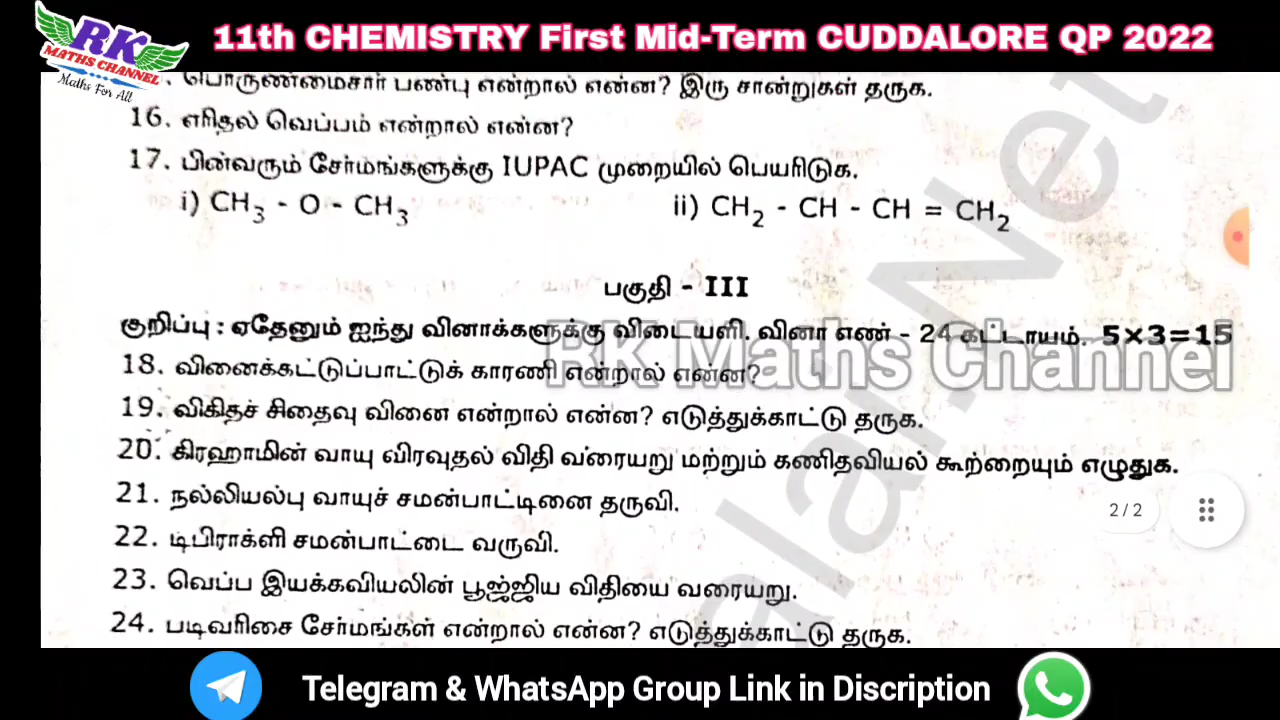 RK
MATHS CHANNEL
Maths For All
11th CHEMISTRY First Mid-Term CUDDALORE QP 2022
பொருண்மைசார் பண்பு என்றால் என்ன? இரு சான்றுகள் தருக.
16. எரிதல் வெப்பம் என்றால் என்ன?
17. பின்வரும் சேர்மங்களுக்கு IUPAC முறையில் பெயரிடுக.
i) CH₃ - O - CH₃ ii) CH₂ - CH - CH = CH₂
பகுதி - III
குறிப்பு : ஏதேனும் ஐந்து வினாக்களுக்கு விடையளி. வினா எண் - 24 கட்டாயம். 5×3=15
RK Maths Channel
18. வினைக்கட்டுப்பாட்டுக் காரணி என்றால் என்ன?
19. விகிதச் சிதைவு வினை என்றால் என்ன? எடுத்துக்காட்டு தருக.
20. கிரஹாமின் வாயு விரவுதல் விதி வரையறு மற்றும் கணிதவியல் கூற்றையும் எழுதுக.
21. நல்லியல்பு வாயுச் சமன்பாட்டினை தருவி.
2 / 2
22. டிபிராக்ளி சமன்பாட்டை வருவி.
23. வெப்ப இயக்கவியலின் பூஜ்ஜிய விதியை வரையறு.
24. படிவரிசை சேர்மங்கள் என்றால் என்ன? எடுத்துக்காட்டு தருக.
Telegram & WhatsApp Group Link in Discription